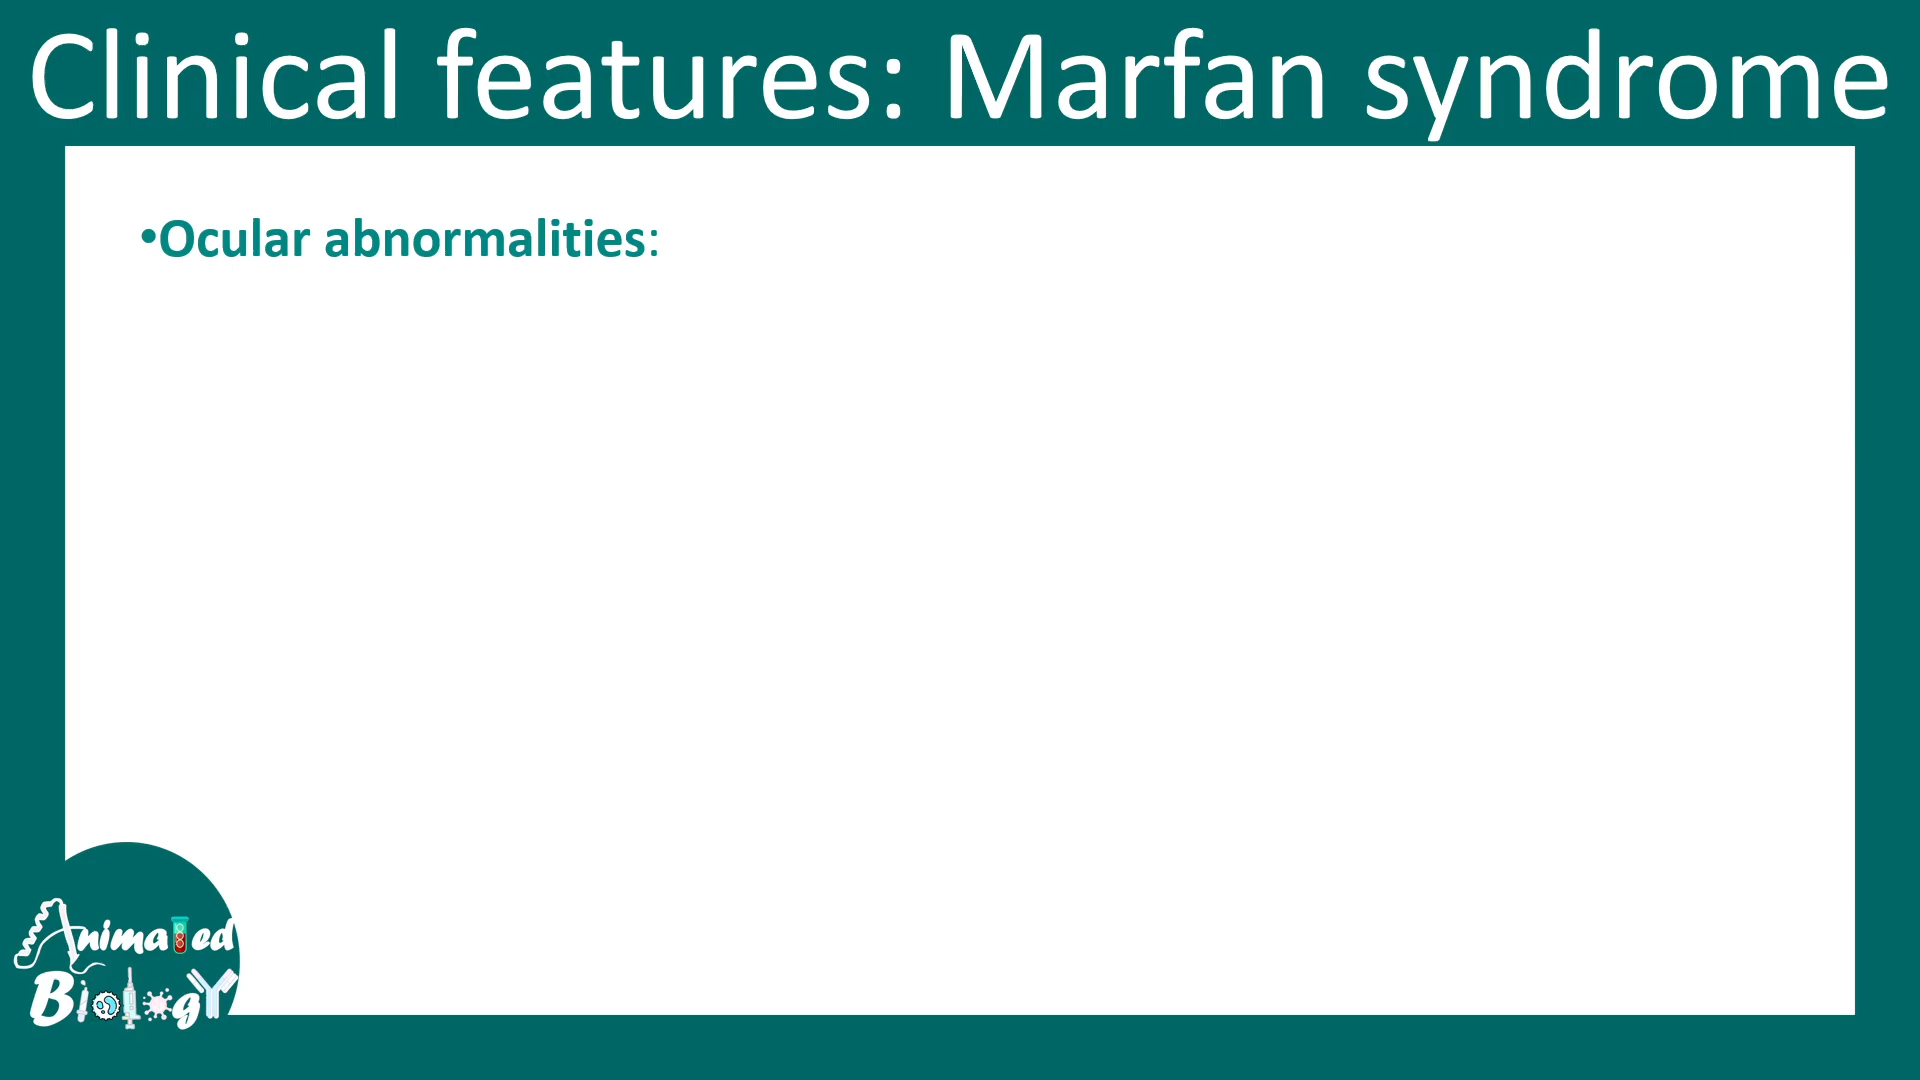 Clinical features: Marfan syndrome
•Ocular abnormalities:
Animated
Biology